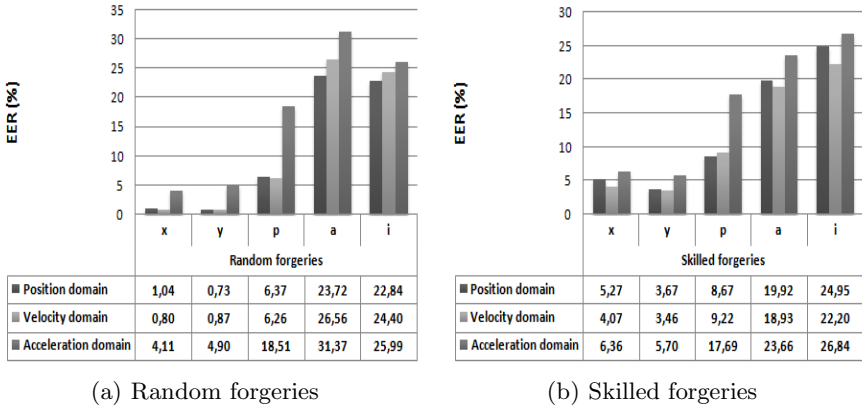 EER (%)
35
30
25
20
15
10
5
0
x y p a i
Random forgeries
Position domain 1,04 0,73 6,37 23,72 22,84
Velocity domain 0,80 0,87 6,26 26,56 24,40
Acceleration domain 4,11 4,90 18,51 31,37 25,99
(a) Random forgeries
EER (%)
30
25
20
15
10
5
0
x y p a i
Skilled forgeries
Position domain 5,27 3,67 8,67 19,92 24,95
Velocity domain 4,07 3,46 9,22 18,93 22,20
Acceleration domain 6,36 5,70 17,69 23,66 26,84
(b) Skilled forgeries